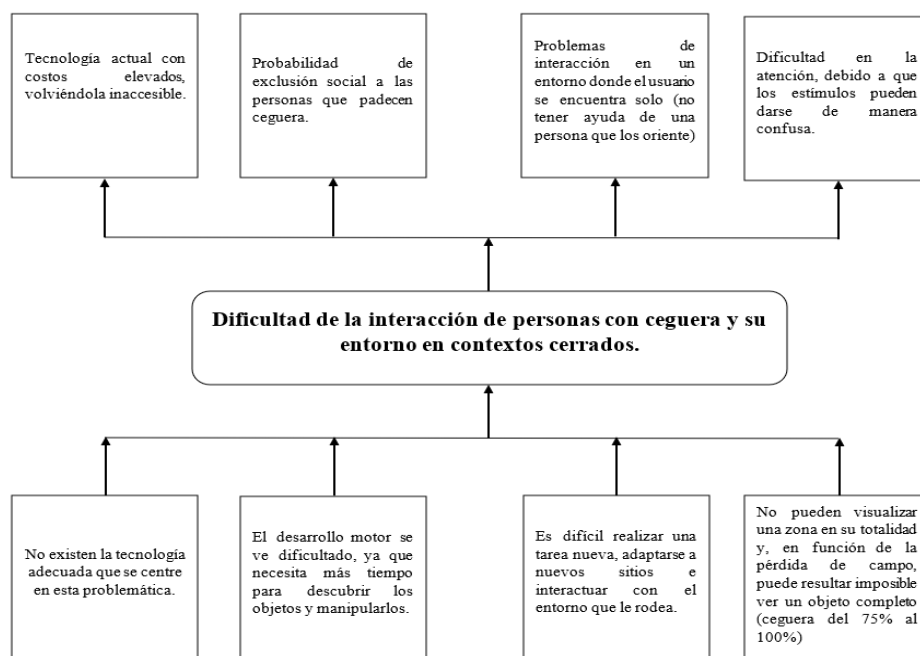 Tecnología actual con
costos elevados,
volviéndola inaccesible.
Probabilidad de
exclusión social a las
personas que padecen
ceguera.
Problemas de
interacción en un
entorno donde el usuario
se encuentra solo (no
tener ayuda de una
persona que los oriente)
Dificultad en la
atención, debido a que
los estímulos pueden
darse de manera
confusa.
Dificultad de la interacción de personas con ceguera y su
entorno en contextos cerrados.
No existen la tecnología
adecuada que se centre
en esta problemática.
El desarrollo motor se
ve dificultado, ya que
necesita más tiempo
para descubrir los
objetos y manipularlos.
Es difícil realizar una
tarea nueva, adaptarse a
nuevos sitios e
interactuar con el
entorno que le rodea.
No pueden visualizar
una zona en su totalidad
y, en función de la
pérdida de campo,
puede resultar imposible
ver un objeto completo
(ceguera del 75% al
100%)